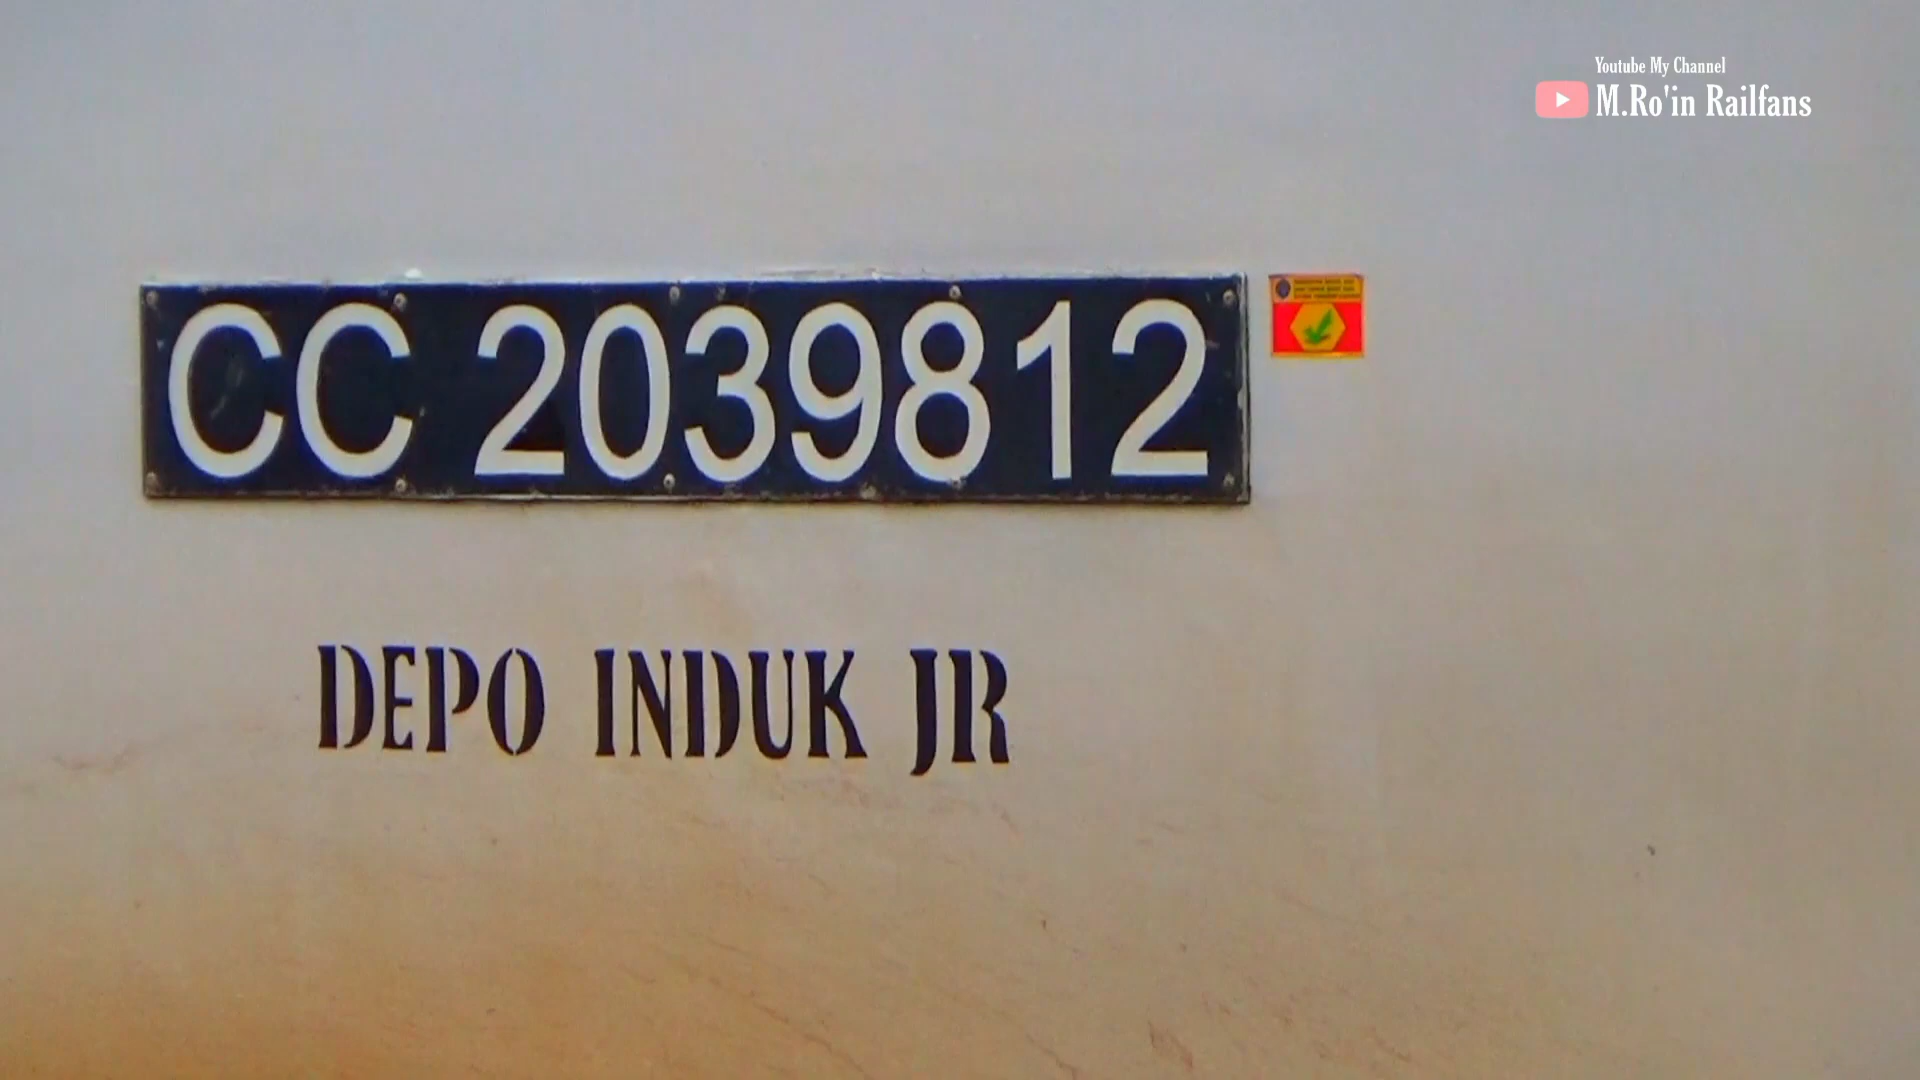 Youtube My Channel
M.Ro'in Railfans
CC 2039812
DEPO INDUK JR